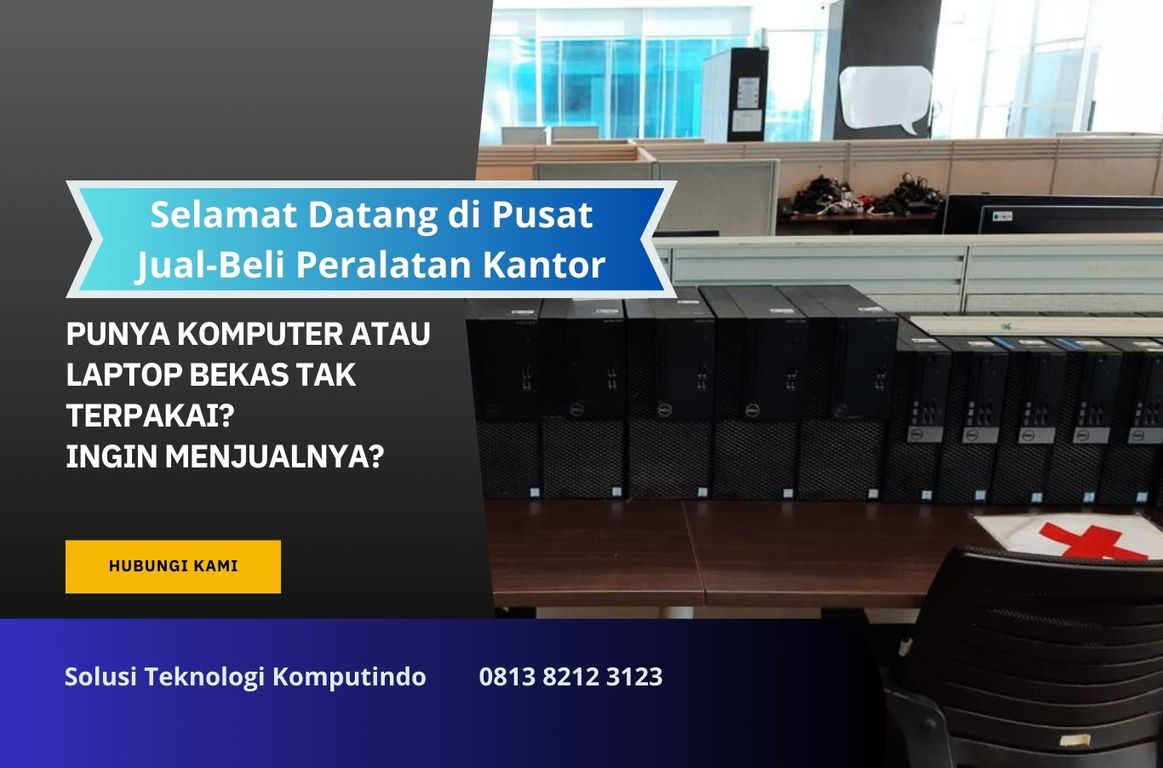 Selamat Datang di Pusat
Jual-Beli Peralatan Kantor
PUNYA KOMPUTER ATAU
LAPTOP BEKAS TAK
TERPAKAI?
INGIN MENJUALNYA?
HUBUNGI KAMI
Solusi Teknologi Komputindo 0813 8212 3123